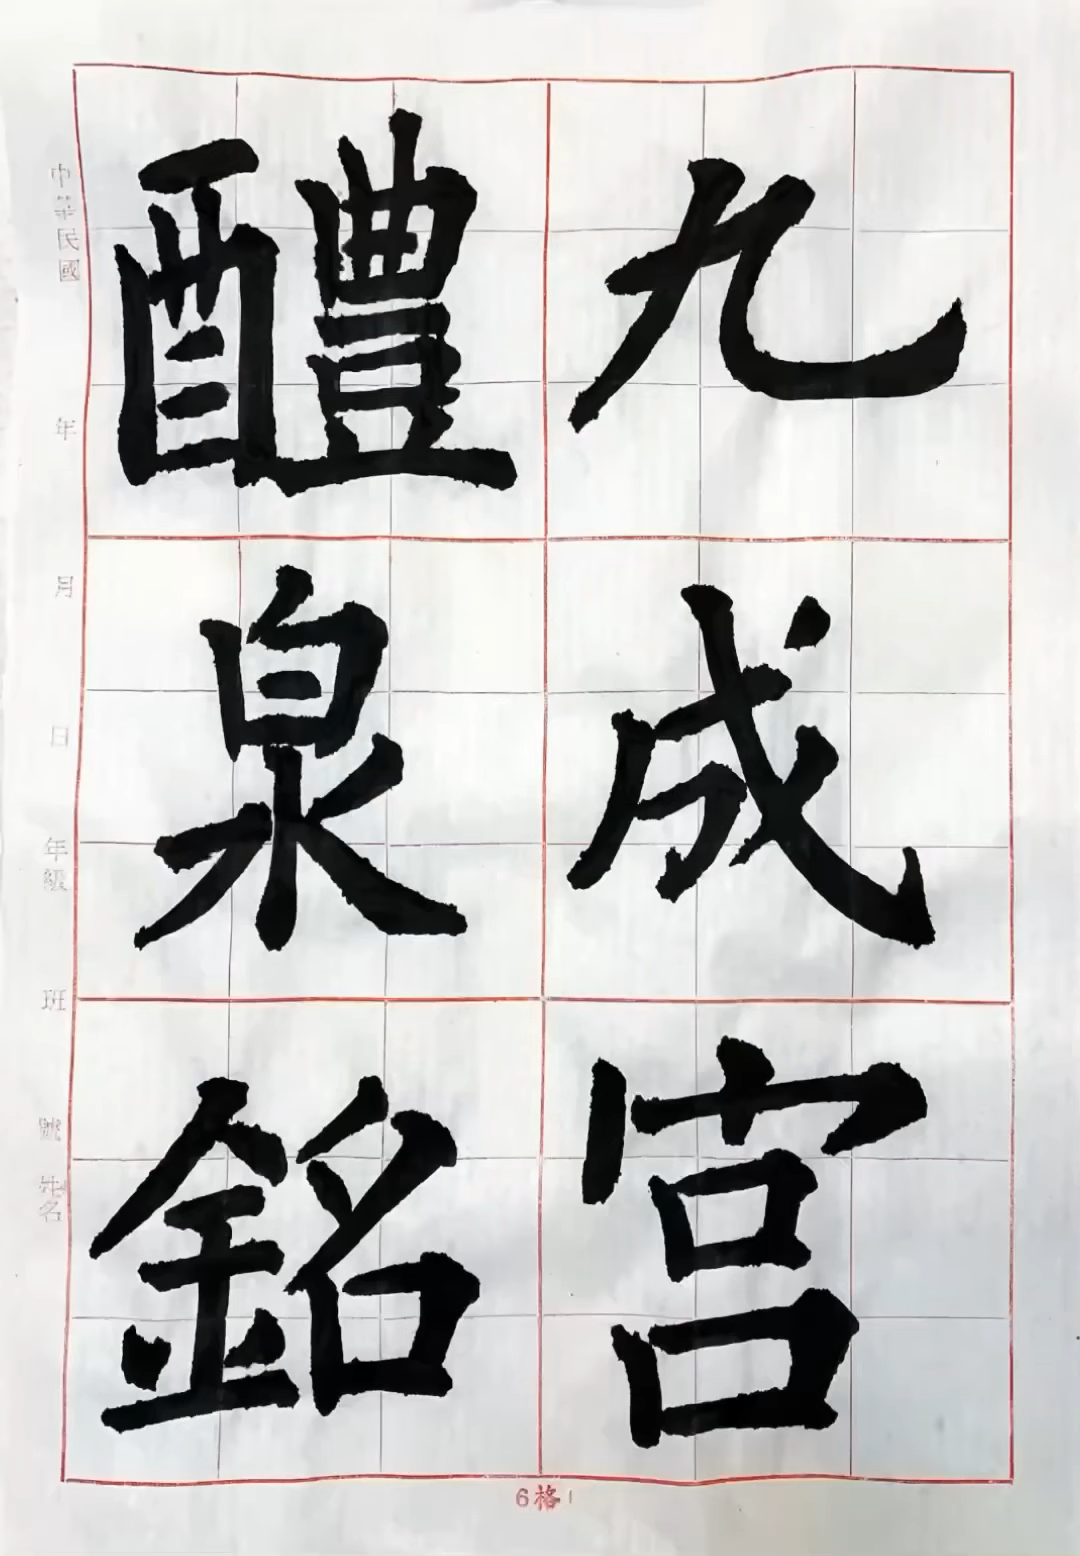 九成宮
醴泉銘
中華民國 年 月 日 年級 班 號 姓名
6格